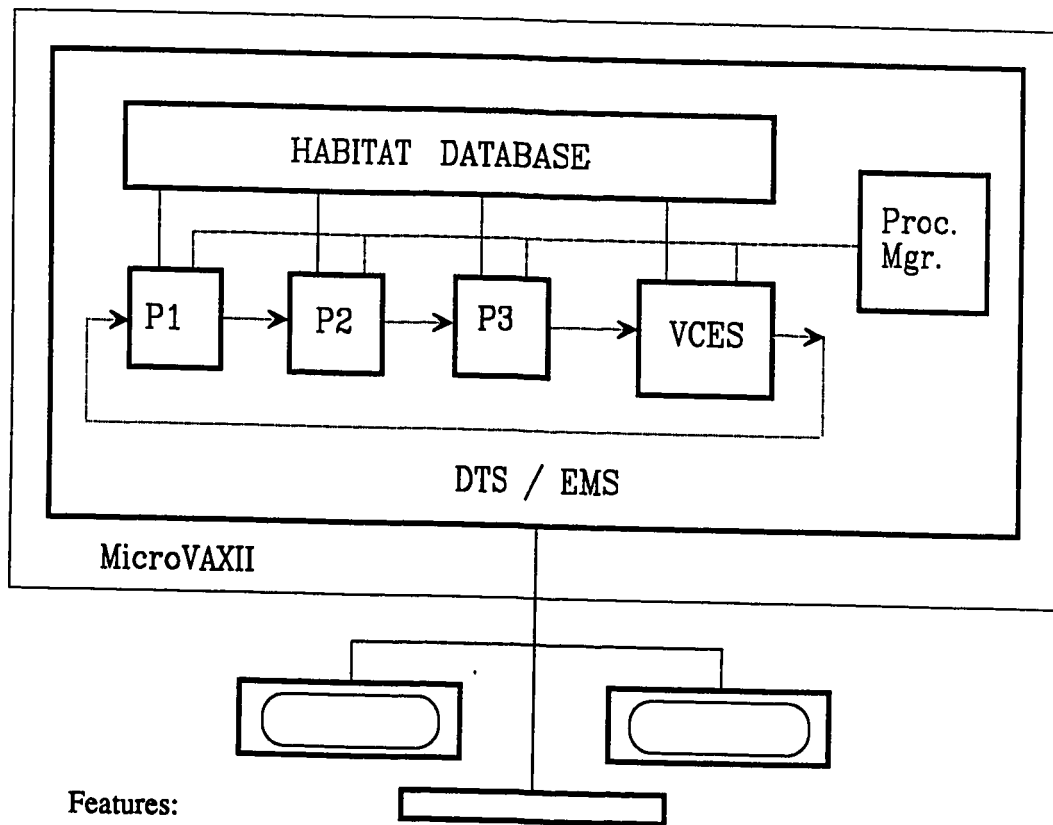 HABITAT DATABASE
Proc.
Mgr.
P1
P2
P3
VCES
DTS / EMS
MicroVAXII
Features: